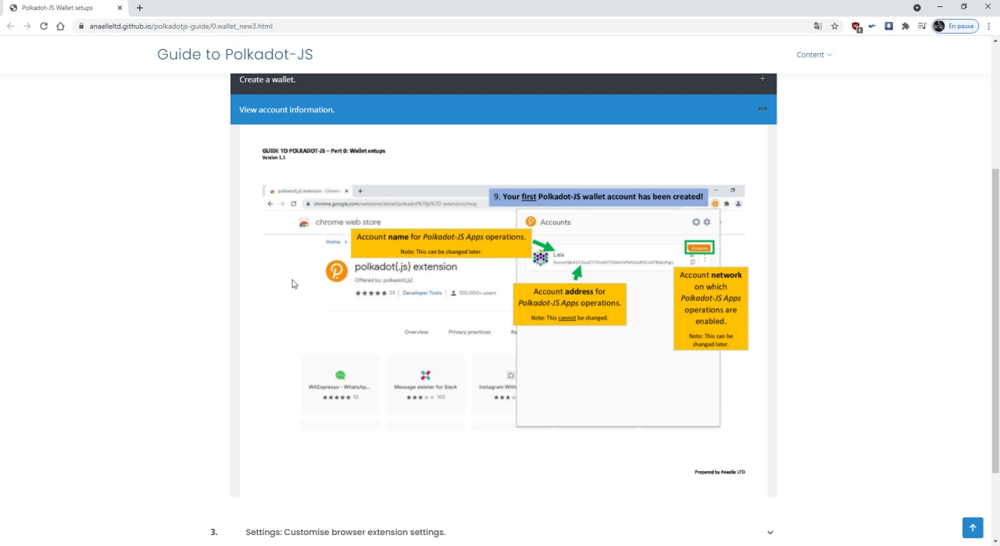 Polkadot-JS Wallet setups
anaelleltd.github.io/polkadotjs-guide/0.wallet_new3.html
1
En pausa
Guide to Polkadot-JS
Content
Create a wallet.
View account information.
GUIDE TO POLKADOT-JS – Part 0: Wallet setups
Version 1.1
polkadot{.js} extension - Chrom
9. Your first Polkadot-JS wallet account has been created!
chrome.google.com/webstore/detail/polkadot%7Bjs%7D-extension/mop
chrome web store
Accounts
Home
Account name for Polkadot-JS Apps operations.
Note: This can be changed later.
Lala
polkadot{.js} extension
Offered by: polkadot{.js}
23
Developer Tools
100,000+ users
Account address for
Polkadot-JS Apps operations.
Note: This cannot be changed.
Account network
on which
Polkadot-JS Apps
operations are
enabled.
Note: This can be
changed later.
Overview
Privacy practices
Re
WAExpresso - WhatsAp...
10
Message deleter for Slack
103
Instagram With
Prepared by Anaelle LTD
3. Settings: Customise browser extension settings.